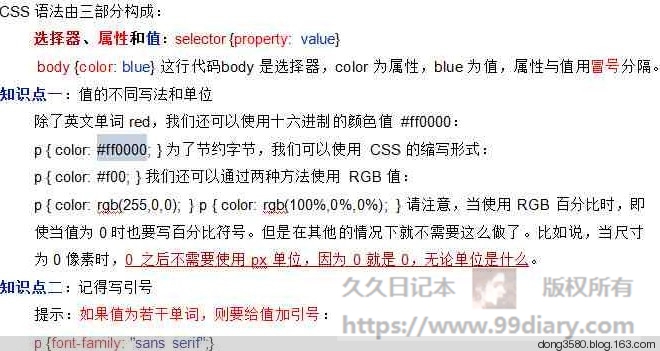 CSS 语法由三部分构成：
选择器、属性和值：selector {property: value}
body {color: blue} 这行代码body 是选择器，color 为属性，blue 为值，属性与值用冒号分隔。
知识点一：值的不同写法和单位
除了英文单词 red，我们还可以使用十六进制的颜色值 #ff0000：
p { color: #ff0000; } 为了节约字节，我们可以使用 CSS 的缩写形式：
p { color: #f00; } 我们还可以通过两种方法使用 RGB 值：
p { color: rgb(255,0,0); } p { color: rgb(100%,0%,0%); } 请注意，当使用 RGB 百分比时，即
使当值为 0 时也要写百分比符号。但是在其他的情况下就不需要这么做了。比如说，当尺寸
为 0 像素时，0 之后不需要使用 px 单位，因为 0 就是 0，无论单位是什么。
知识点二：记得写引号
提示：如果值为若干单词，则要给值加引号：
p {font-family: "sans serif";}
久久日记本 版权所有
https://www.99diary.com
dong3580.blog.163.com